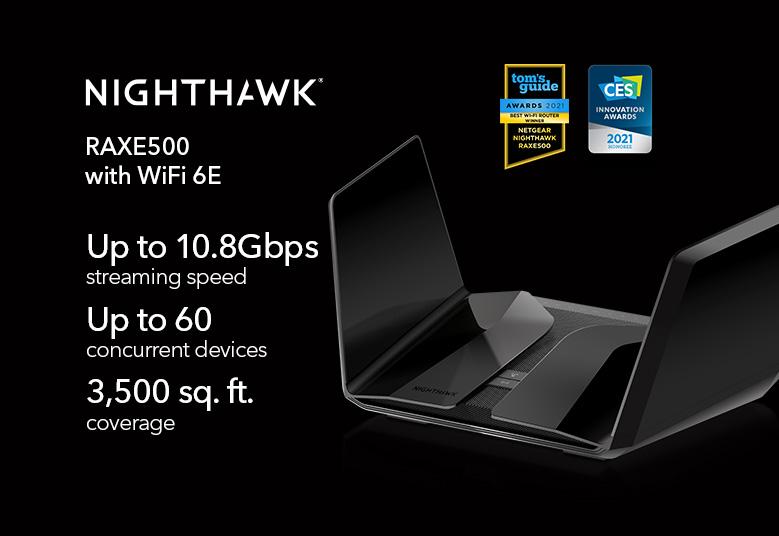 NIGHTHAWK®
RAXE500
with WiFi 6E
Up to 10.8Gbps
streaming speed
Up to 60
concurrent devices
3,500 sq. ft.
coverage
tom's
guide
AWARDS 2021
BEST WI-FI ROUTER
WINNER
NETGEAR
NIGHTHAWK
RAXE500
CES
INNOVATION
AWARDS
2021
HONOREE
NIGHTHAWK